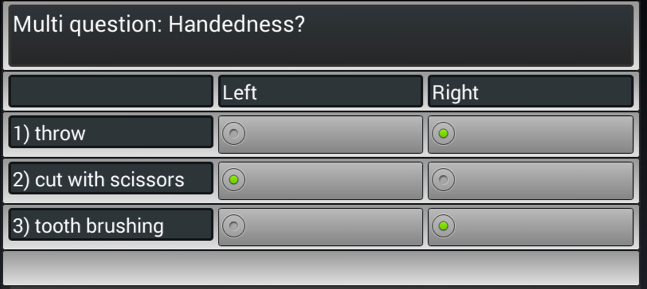 Multi question: Handedness?
Left Right
1) throw
2) cut with scissors
3) tooth brushing